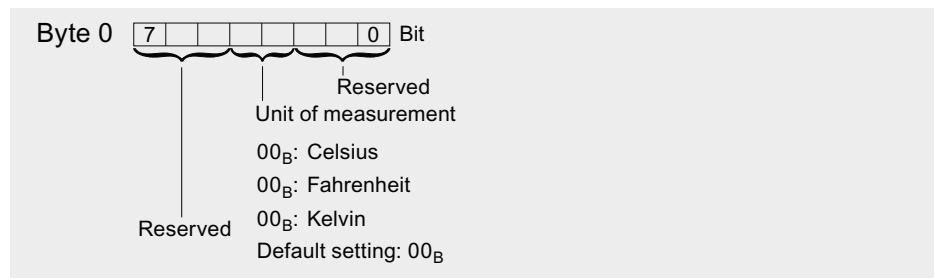 Byte 0 7 0 Bit
Reserved
Unit of measurement
00B: Celsius
00B: Fahrenheit
00B: Kelvin
Reserved
Default setting: 00B